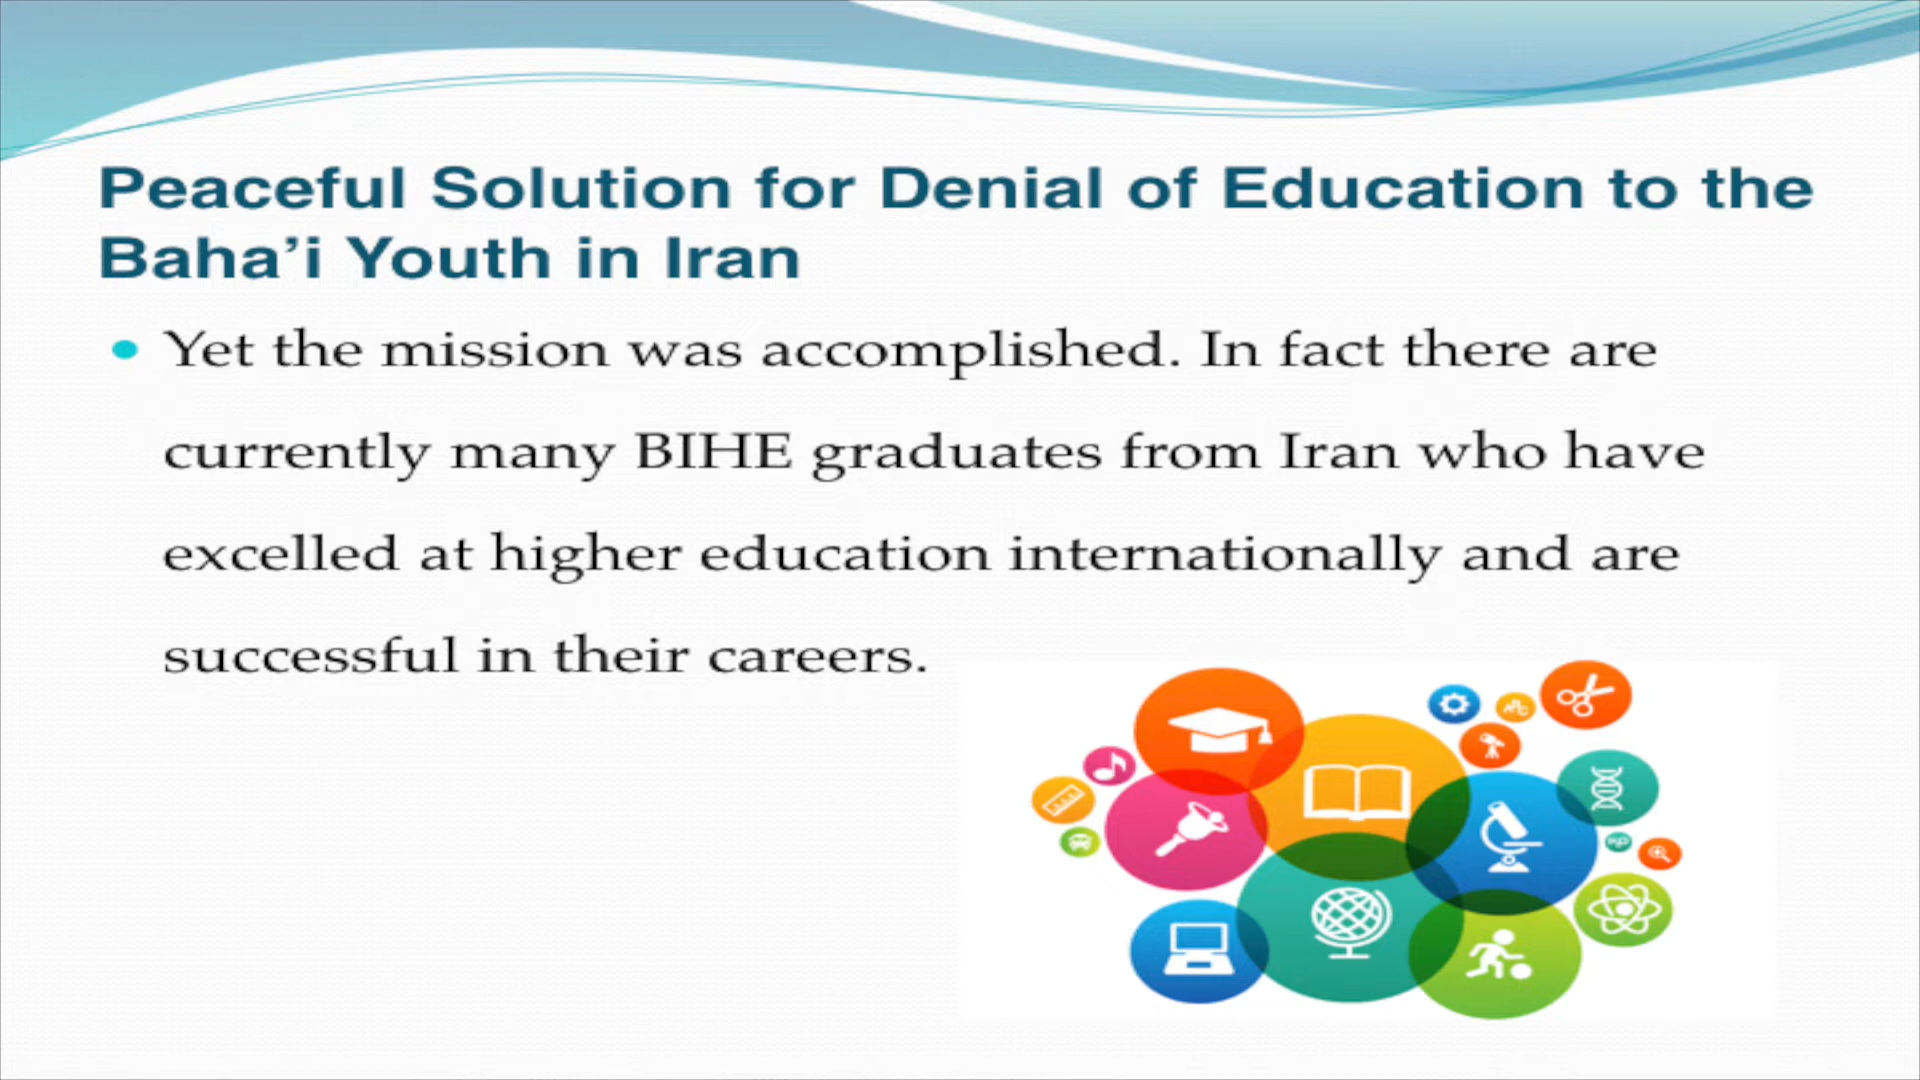 Peaceful Solution for Denial of Education to the
Baha’i Youth in Iran
• Yet the mission was accomplished. In fact there are
currently many BIHE graduates from Iran who have
excelled at higher education internationally and are
successful in their careers.